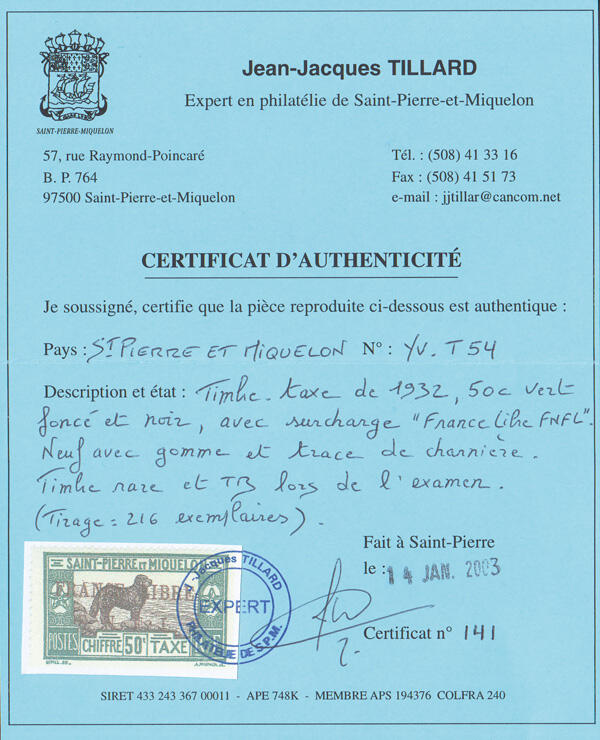 Jean-Jacques TILLARD
Expert en philatélie de Saint-Pierre-et-Miquelon
SAINT-PIERRE-MIQUELON
57, rue Raymond-Poincaré
B. P. 764
97500 Saint-Pierre-et-Miquelon
Tél. : (508) 41 33 16
Fax : (508) 41 51 73
e-mail : jjtillar@cancom.net
CERTIFICAT D'AUTHENTICITÉ
Je soussigné, certifie que la pièce reproduite ci-dessous est authentique :
Pays : ST PIERRE ET MIQUELON N° : YV. T 54
Description et état : Timbre-taxe de 1932, 50c vert
foncé et noir, avec surcharge "France libre FNFL".
Neuf avec gomme et trace de charnière.
Timbre rare et TB lors de l'examen.
(Tirage = 216 exemplaires).
Fait à Saint-Pierre
le : 14 JAN. 2003
Certificat n° 141
SAINT-PIERRE ET MIQUELON
FRANCE LIBRE
POSTES CHIFFRE 50c TAXE
J.-Jacques TILLARD
EXPERT
PHILATÉLIE DE S.P.M.
SIRET 433 243 367 00011 - APE 748K - MEMBRE APS 194376 COLFRA 240